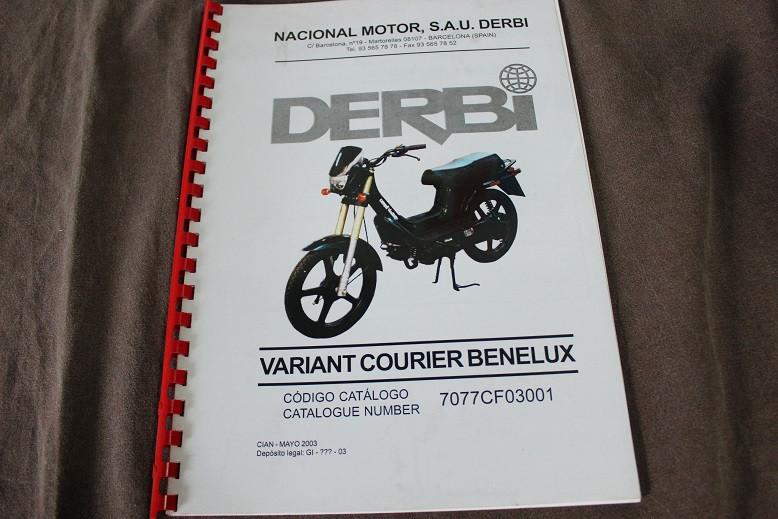 NACIONAL MOTOR, S.A.U. DERBI
C/ Barcelona, nº19 - Martorelles 08107 - BARCELONA (SPAIN)
Tel. 93 565 78 78 - Fax 93 565 78 52
DERBi
VARIANT COURIER BENELUX
CÓDIGO CATÁLOGO
CATALOGUE NUMBER 7077CF03001
CIAN - MAYO 2003
Depósito legal: GI - ??? - 03